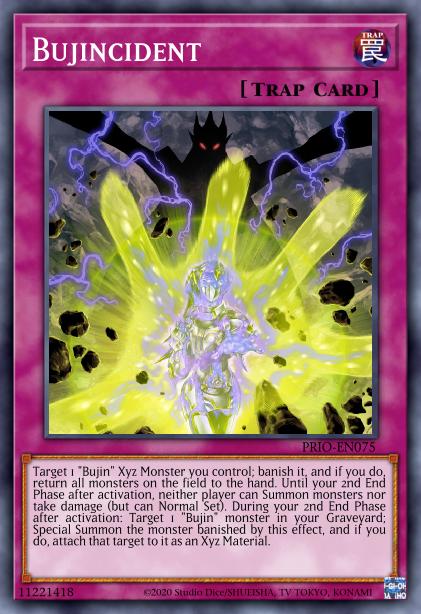 Bujincident
TRAP
罠
[Trap Card]
PRIO-EN075
Target 1 "Bujin" Xyz Monster you control; banish it, and if you do,
return all monsters on the field to the hand. Until your 2nd End
Phase after activation, neither player can Summon monsters nor
take damage (but can Normal Set). During your 2nd End Phase
after activation: Target 1 "Bujin" monster in your Graveyard;
Special Summon the monster banished by this effect, and if you
do, attach that target to it as an Xyz Material.
11221418
©2020 Studio Dice/SHUEISHA, TV TOKYO, KONAMI